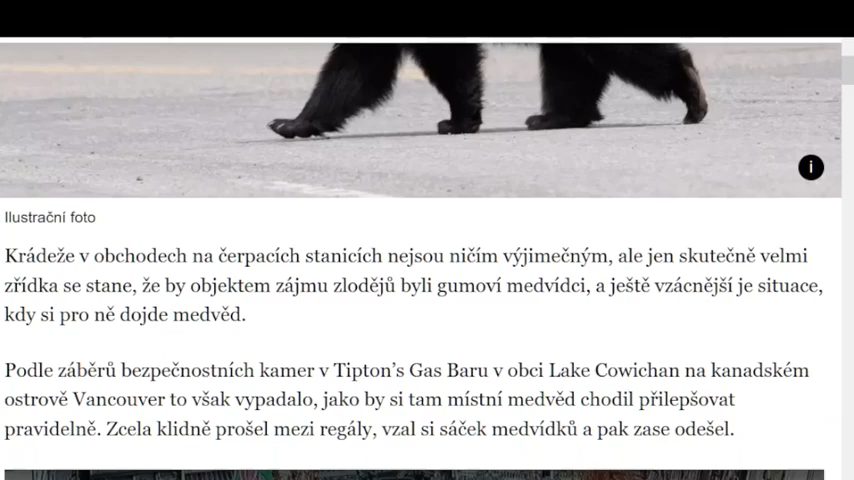 i
Ilustrační foto
Krádeže v obchodech na čerpacích stanicích nejsou ničím výjimečným, ale jen skutečně velmi
zřídka se stane, že by objektem zájmu zlodějů byli gumoví medvídci, a ještě vzácnější je situace,
kdy si pro ně dojde medvěd.
Podle záběrů bezpečnostních kamer v Tipton’s Gas Baru v obci Lake Cowichan na kanadském
ostrově Vancouver to však vypadalo, jako by si tam místní medvěd chodil přilepšovat
pravidelně. Zcela klidně prošel mezi regály, vzal si sáček medvídků a pak zase odešel.